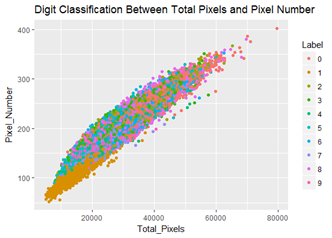 Digit Classification Between Total Pixels and Pixel Number
400
300
200
100
Pixel_Number
20000 40000 60000 80000
Total_Pixels
Label
0
1
2
3
4
5
6
7
8
9